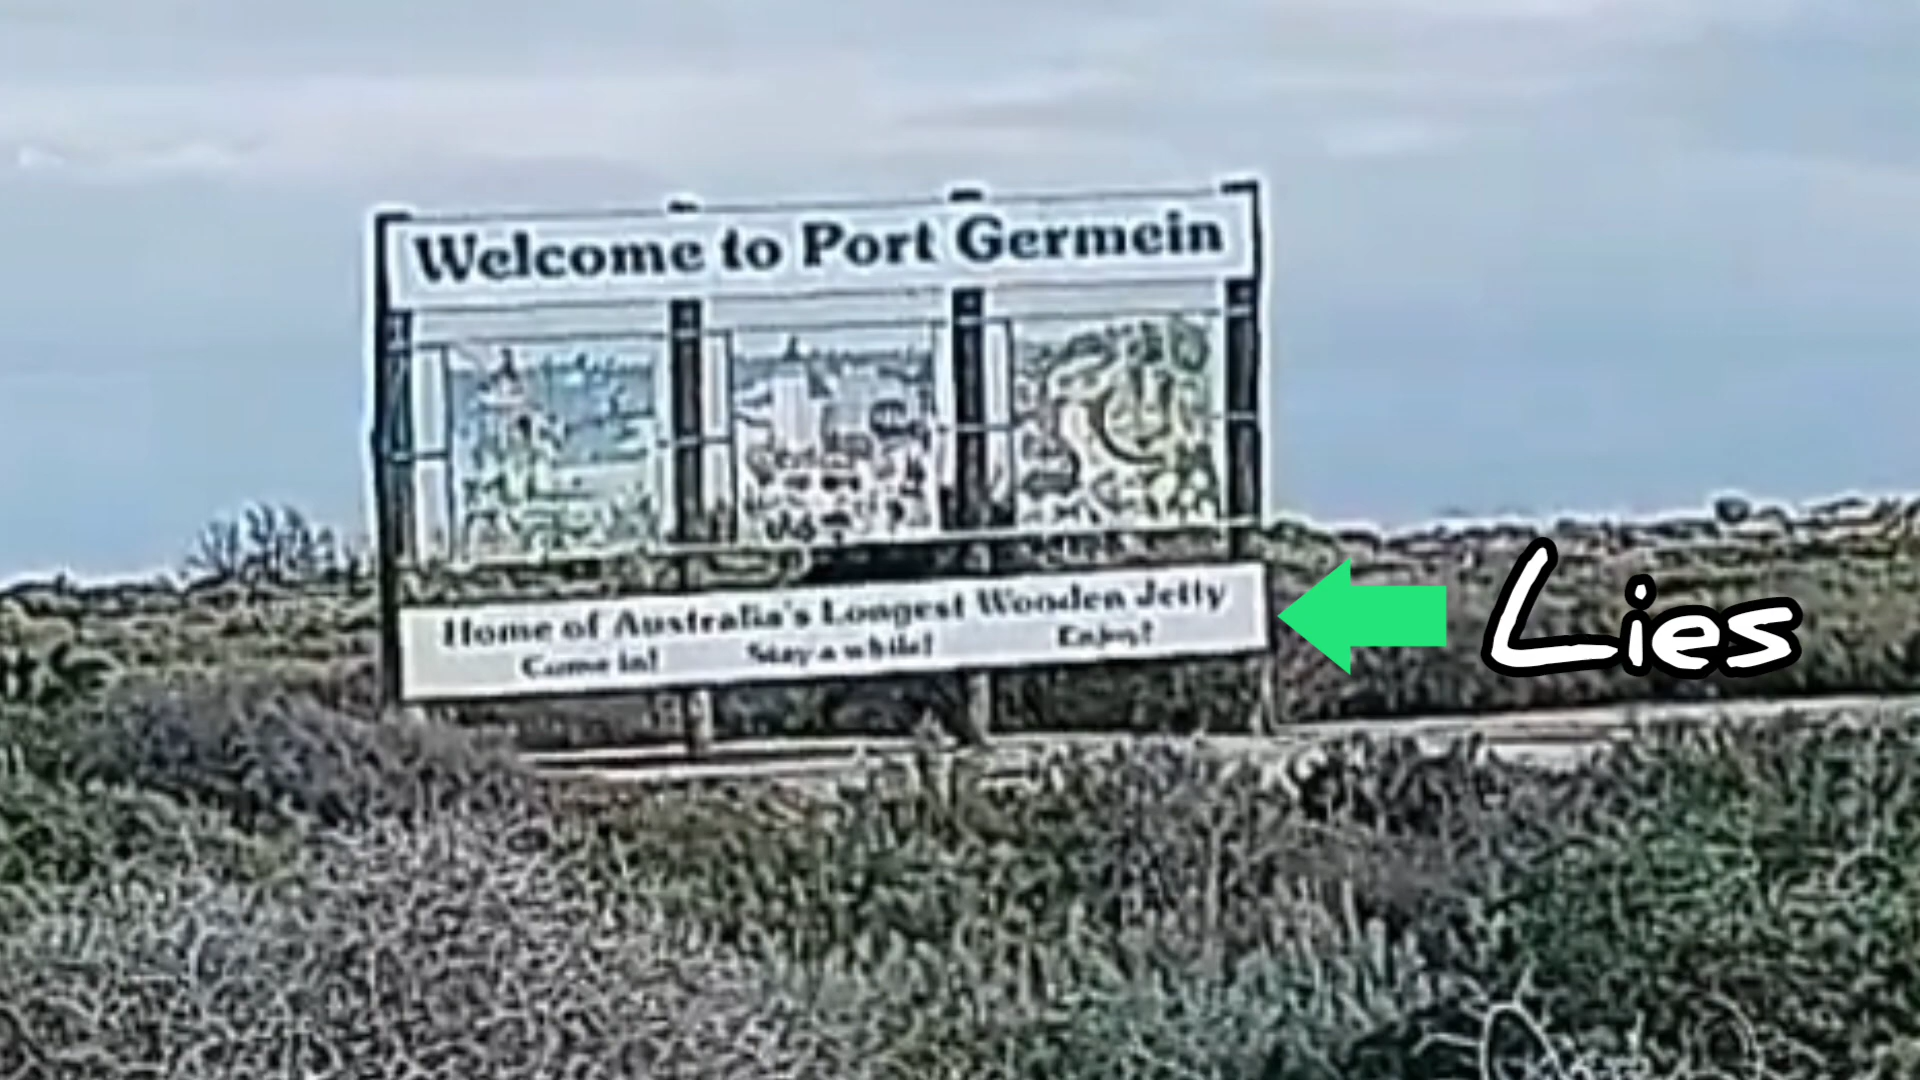 Welcome to Port Germein
Home of Australia's Longest Wooden Jetty
Come in! Stay a while! Enjoy!
Lies